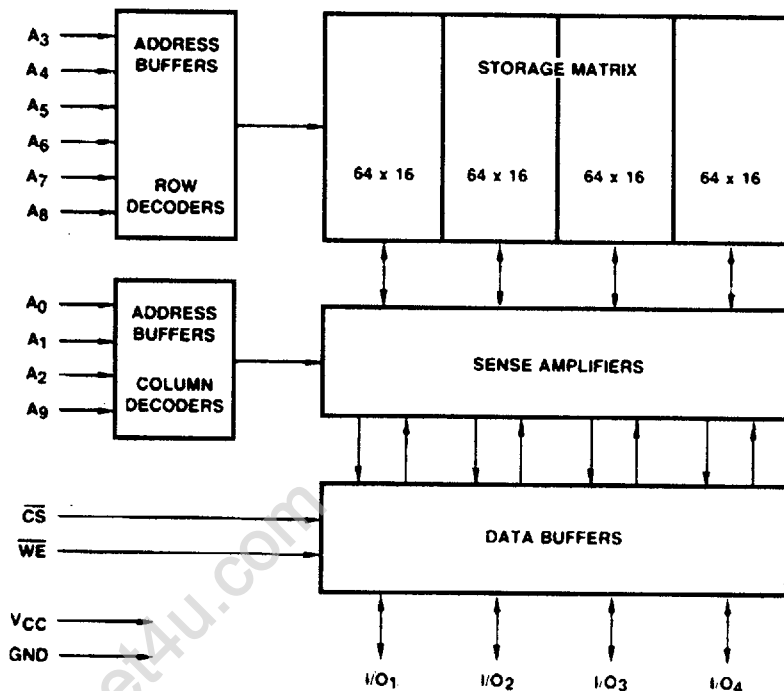 A3
A4
A5
A6
A7
A8
ADDRESS
BUFFERS
ROW
DECODERS
STORAGE MATRIX
64 x 16
64 x 16
64 x 16
64 x 16
A0
A1
A2
A9
ADDRESS
BUFFERS
COLUMN
DECODERS
SENSE AMPLIFIERS
C̅S̅
W̅E̅
DATA BUFFERS
VCC
GND
I/O1
I/O2
I/O3
I/O4
et4u.com